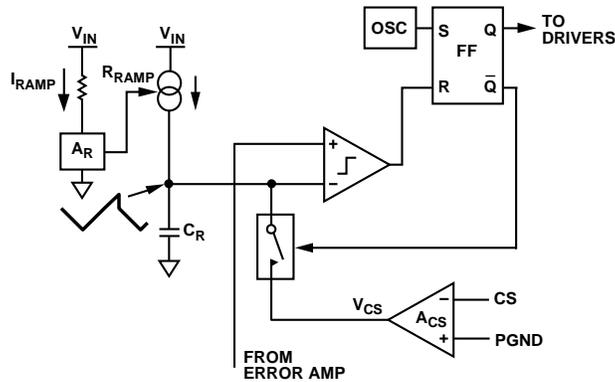 VIN
VIN
IRAMP
RRAMP
AR
CR
OSC
S
Q
FF
R
Q̅
TO
DRIVERS
+
−
VCS
ACS
−
+
CS
PGND
FROM
ERROR AMP